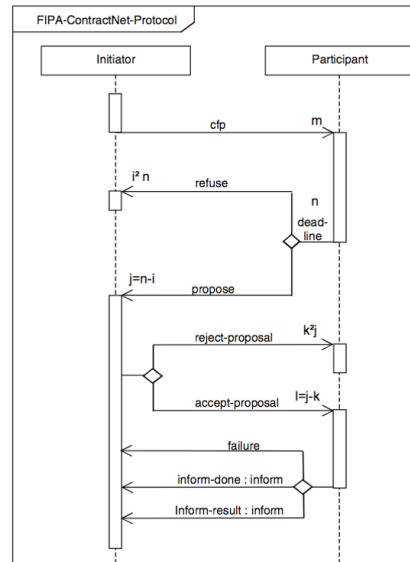 FIPA-ContractNet-Protocol
Initiator
Participant
cfp
m
i² n
refuse
n
dead-
line
j=n-i
propose
reject-proposal
k²j
accept-proposal
l=j-k
failure
inform-done : inform
Inform-result : inform